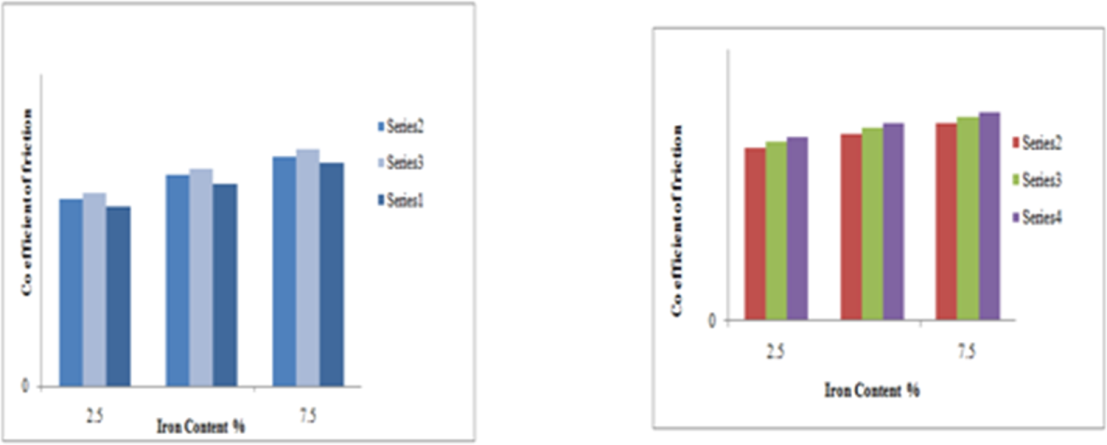 Co efficient of friction
Series2
Series3
Series1
0
2.5 7.5
Iron Content %
Co efficient of friction
Series2
Series3
Series4
0
2.5 7.5
Iron Content %